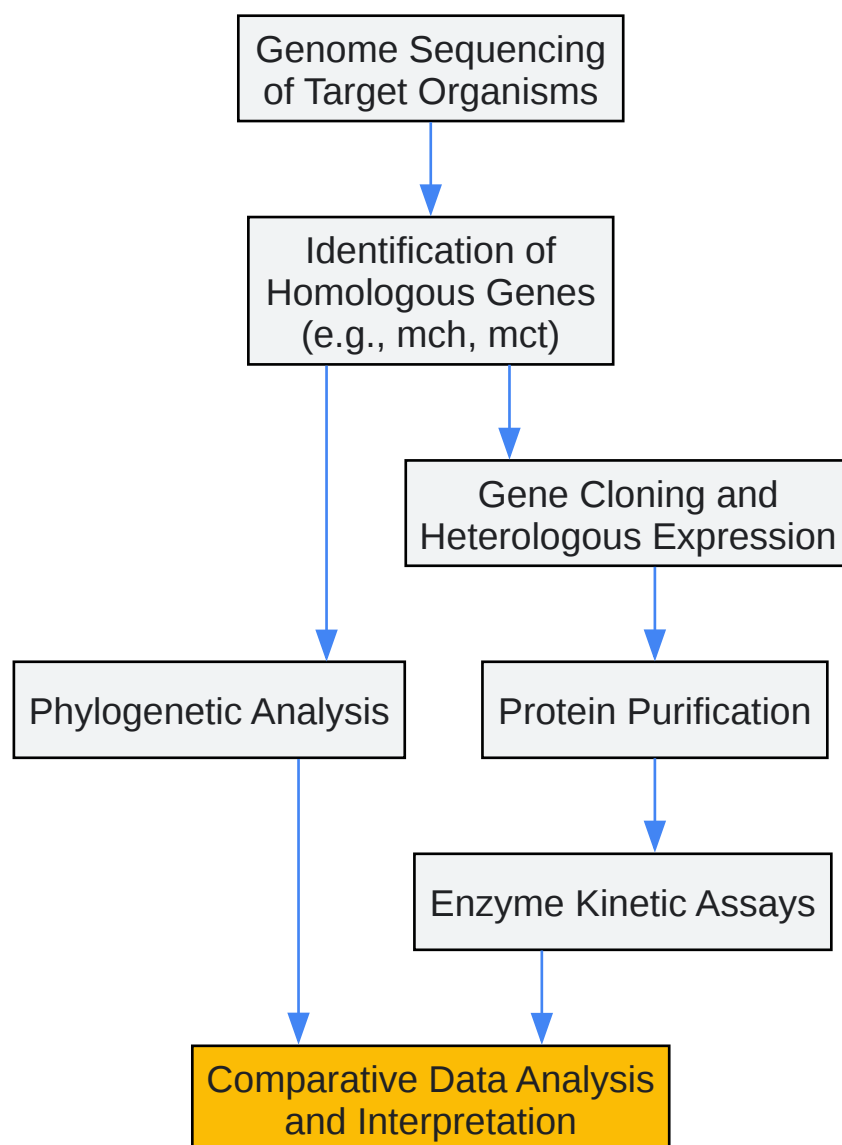 Genome Sequencing
of Target Organisms
Identification of
Homologous Genes
(e.g., mch, mct)
Gene Cloning and
Heterologous Expression
Phylogenetic Analysis
Protein Purification
Enzyme Kinetic Assays
Comparative Data Analysis
and Interpretation